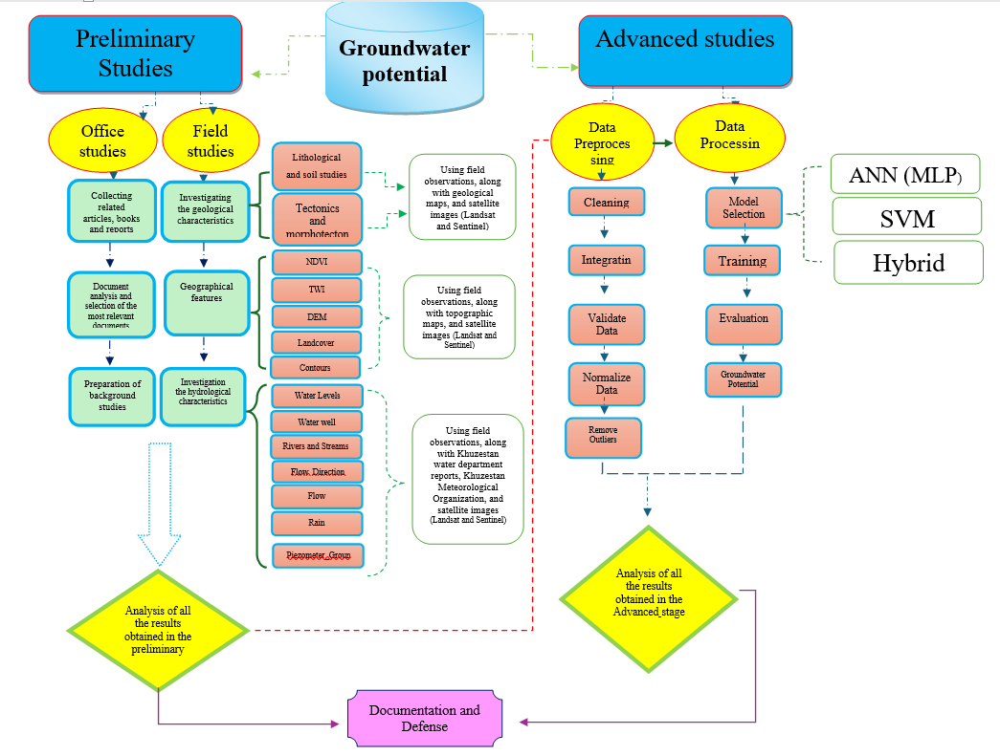 Preliminary
Studies
Groundwater
potential
Advanced studies
Office
studies
Field
studies
Data
Preproces
sing
Data
Processin
Collecting
related
articles, books
and reports
Document
analysis and
selection of the
most relevant
documents
Preparation of
background
studies
Investigating
the geological
characteristics
Geographical
features
Investigation
the hydrological
characteristics
Lithological
and soil studies
Tectonics
and
morphotecton
NDVI
TWI
DEM
Landcover
Contours
Water Levels
Water well
Rivers and Streams
Flow_Direction
Flow
Rain
Piezometer_Groun
Using field
observations, along
with geological
maps, and satellite
images (Landsat
and Sentinel)
Using field
observations, along
with topographic
maps, and satellite
images (Landsat and
Sentinel)
Using field
observations, along
with Khuzestan
water department
reports, Khuzestan
Meteorological
Organization, and
satellite images
(Landsat and Sentinel)
Cleaning
Integratin
Validate
Data
Normalize
Data
Remove
Outliers
Model
Selection
Training
Evaluation
Groundwater
Potential
ANN (MLP)
SVM
Hybrid
Analysis of all
the results
obtained in the
preliminary
Analysis of all
the results
obtained in the
Advanced_stage
Documentation and
Defense